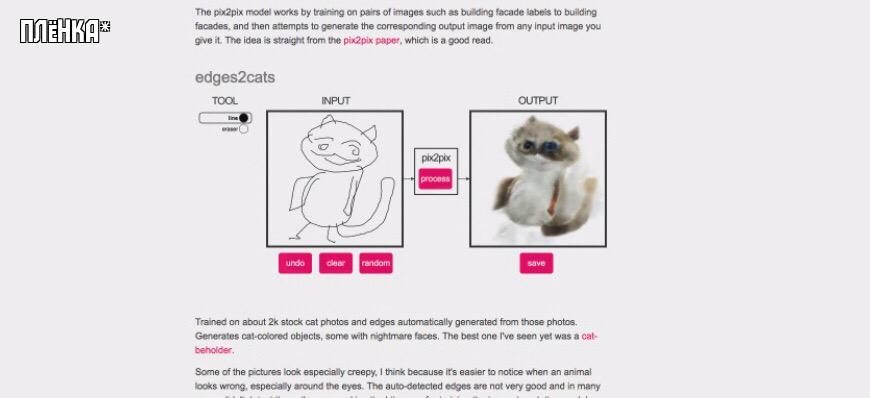 ПЛЁНКА*
The pix2pix model works by training on pairs of images such as building facade labels to building
facades, and then attempts to generate the corresponding output image from any input image you
give it. The idea is straight from the pix2pix paper, which is a good read.
edges2cats
TOOL
line
eraser
INPUT
undo
clear
random
pix2pix
process
OUTPUT
save
Trained on about 2k stock cat photos and edges automatically generated from those photos.
Generates cat-colored objects, some with nightmare faces. The best one I've seen yet was a cat-
beholder.
Some of the pictures look especially creepy, I think because it's easier to notice when an animal
looks wrong, especially around the eyes. The auto-detected edges are not very good and in many